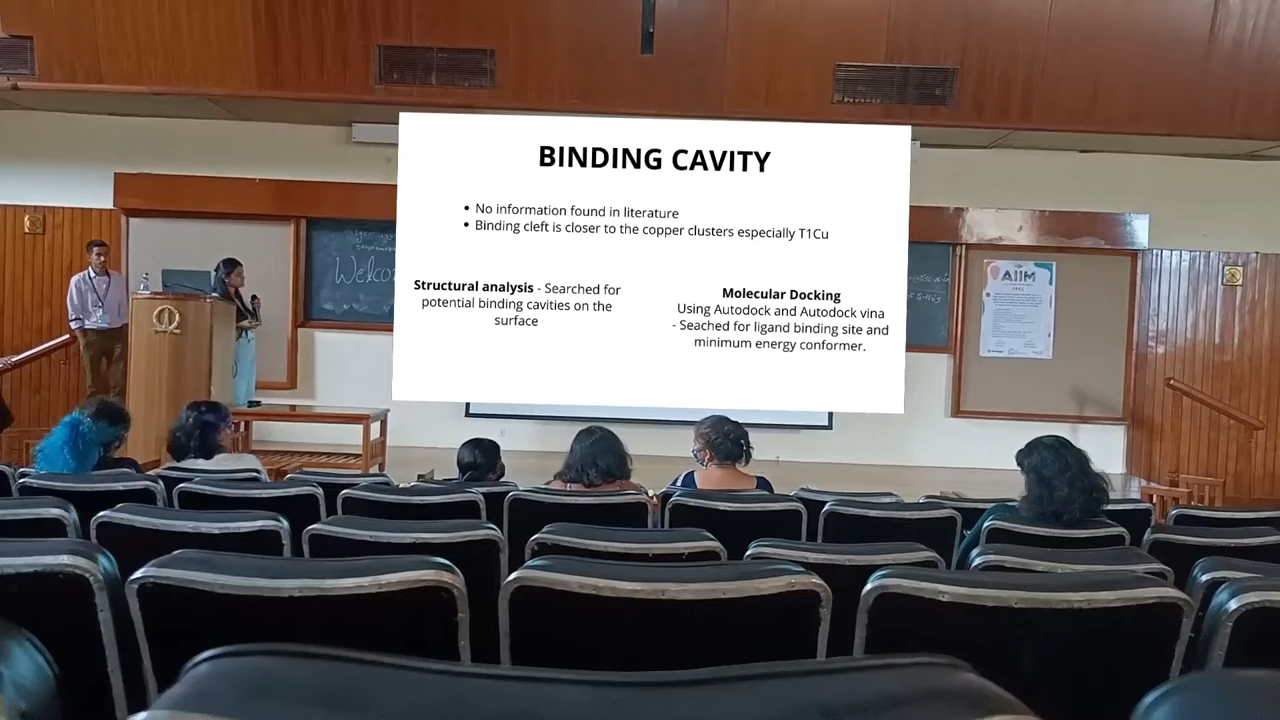 BINDING CAVITY
• No information found in literature
• Binding cleft is closer to the copper clusters especially T1Cu
Structural analysis - Searched for
potential binding cavities on the
surface
Molecular Docking
Using Autodock and Autodock vina
- Seached for ligand binding site and
minimum energy conformer.
AIIM